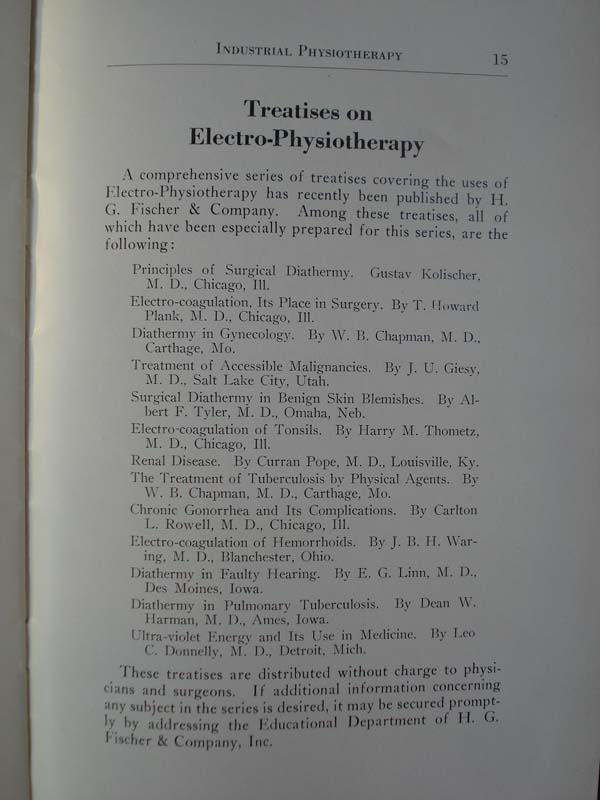 INDUSTRIAL PHYSIOTHERAPY 15
Treatises on
Electro-Physiotherapy
A comprehensive series of treatises covering the uses of
Electro-Physiotherapy has recently been published by H.
G. Fischer & Company. Among these treatises, all of
which have been especially prepared for this series, are the
following:
Principles of Surgical Diathermy. Gustav Kolischer,
M. D., Chicago, Ill.
Electro-coagulation, Its Place in Surgery. By T. Howard
Plank, M. D., Chicago, Ill.
Diathermy in Gynecology. By W. B. Chapman, M. D.,
Carthage, Mo.
Treatment of Accessible Malignancies. By J. U. Giesy,
M. D., Salt Lake City, Utah.
Surgical Diathermy in Benign Skin Blemishes. By Al-
bert F. Tyler, M. D., Omaha, Neb.
Electro-coagulation of Tonsils. By Harry M. Thometz,
M. D., Chicago, Ill.
Renal Disease. By Curran Pope, M. D., Louisville, Ky.
The Treatment of Tuberculosis by Physical Agents. By
W. B. Chapman, M. D., Carthage, Mo.
Chronic Gonorrhea and Its Complications. By Carlton
L. Rowell, M. D., Chicago, Ill.
Electro-coagulation of Hemorrhoids. By J. B. H. War-
ing, M. D., Blanchester, Ohio.
Diathermy in Faulty Hearing. By E. G. Linn, M. D.,
Des Moines, Iowa.
Diathermy in Pulmonary Tuberculosis. By Dean W.
Harman, M. D., Ames, Iowa.
Ultra-violet Energy and Its Use in Medicine. By Leo
C. Donnelly, M. D., Detroit, Mich.
These treatises are distributed without charge to physi-
cians and surgeons. If additional information concerning
any subject in the series is desired, it may be secured prompt-
ly by addressing the Educational Department of H. G.
Fischer & Company, Inc.